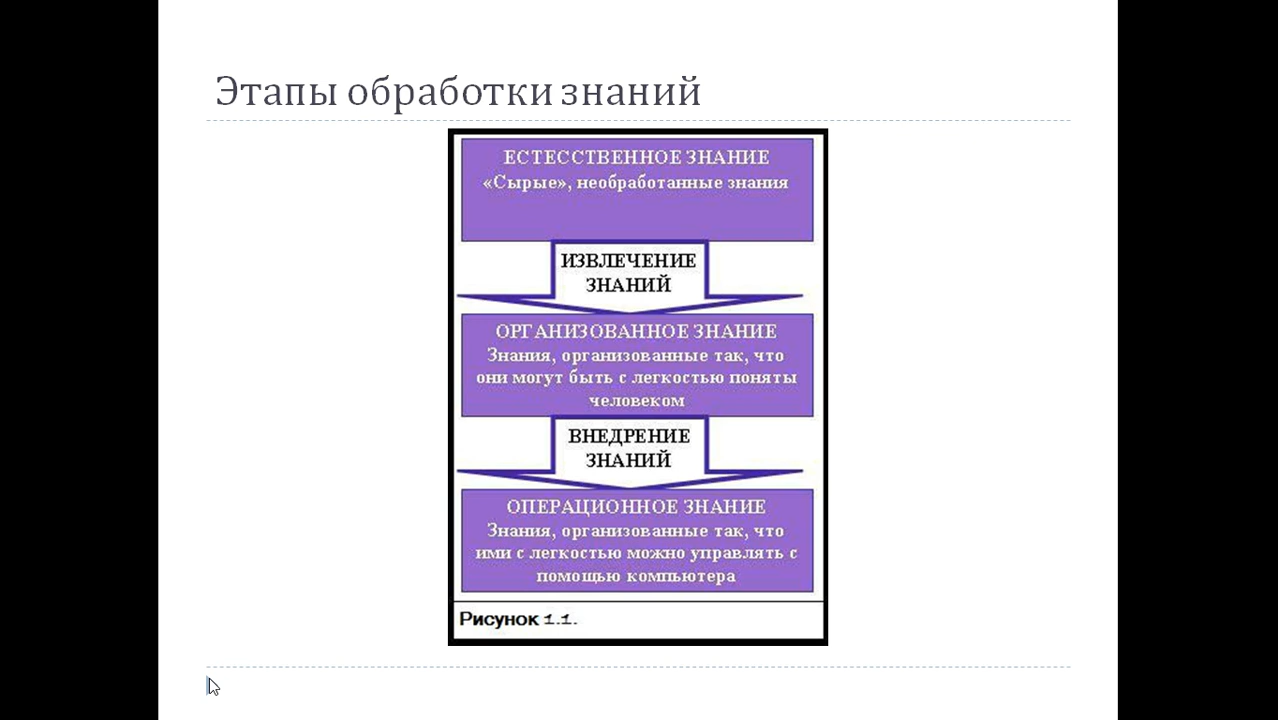 Этапы обработки знаний
ЕСТЕССТВЕННОЕ ЗНАНИЕ
«Сырые», необработанные знания
ИЗВЛЕЧЕНИЕ
ЗНАНИЙ
ОРГАНИЗОВАННОЕ ЗНАНИЕ
Знания, организованные так, что
они могут быть с легкостью поняты
человеком
ВНЕДРЕНИЕ
ЗНАНИЙ
ОПЕРАЦИОННОЕ ЗНАНИЕ
Знания, организованные так, что
ими с легкостью можно управлять с
помощью компьютера
Рисунок 1.1.